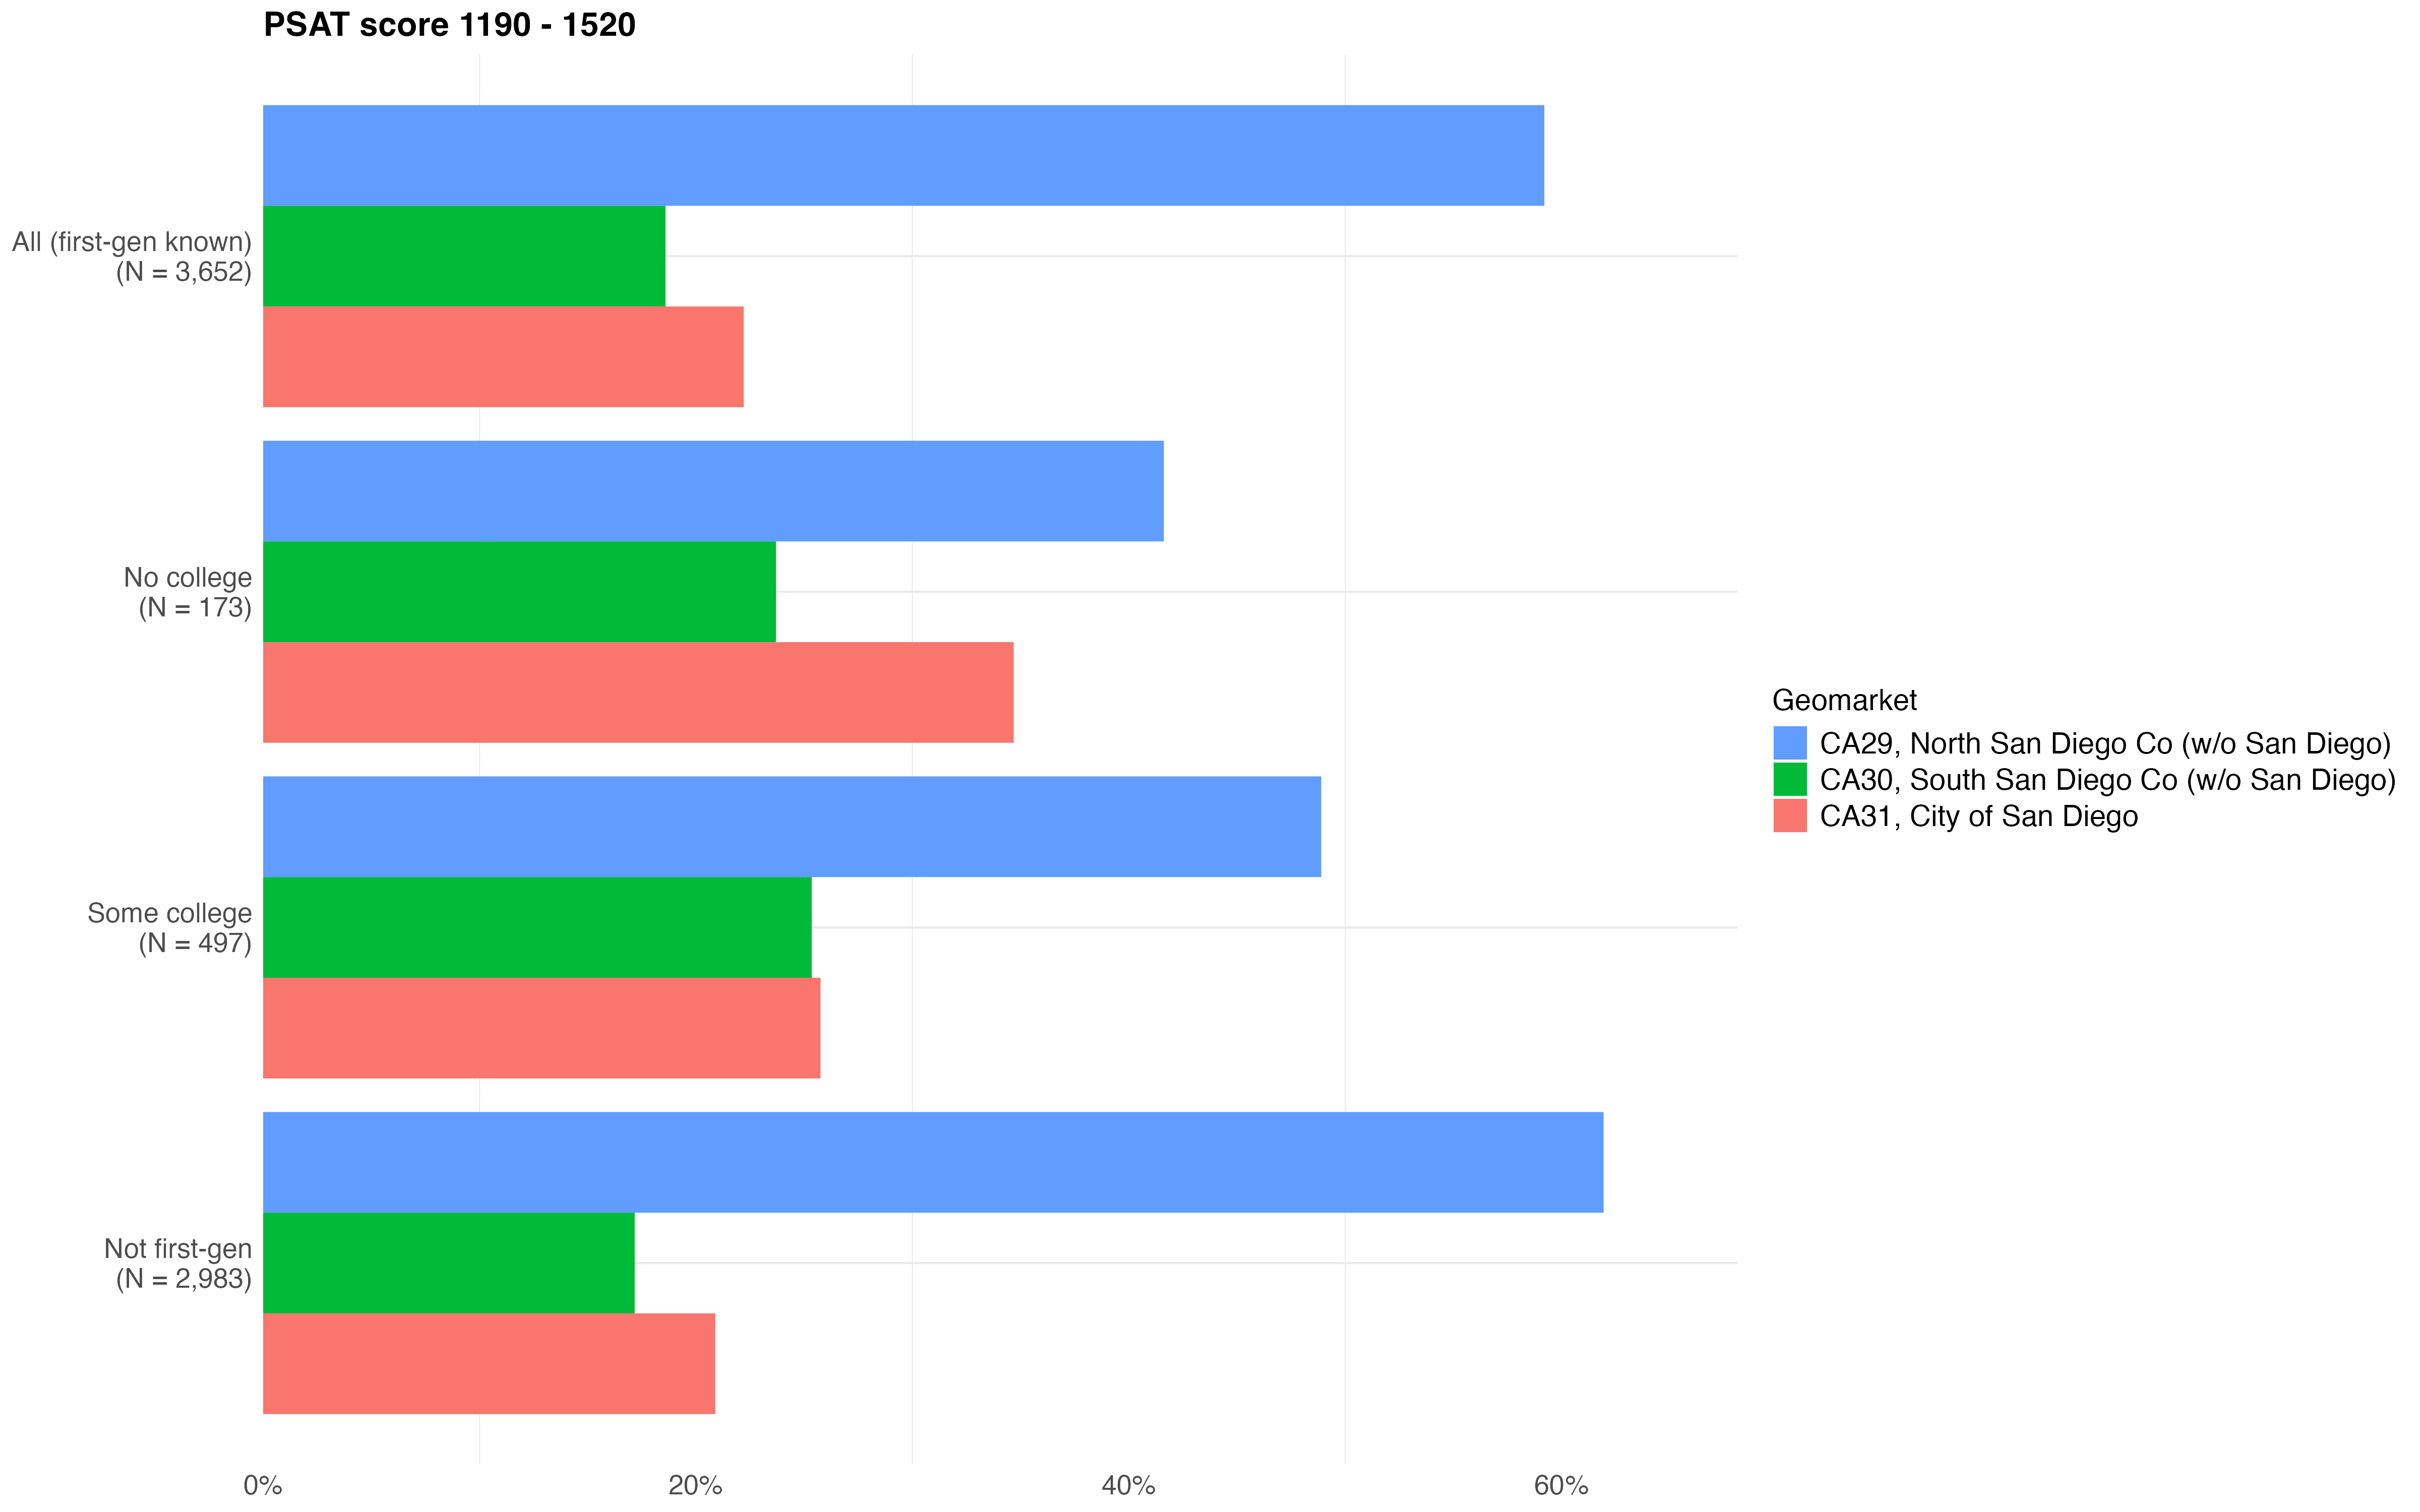 PSAT score 1190 - 1520
All (first-gen known)
(N = 3,652)
No college
(N = 173)
Some college
(N = 497)
Not first-gen
(N = 2,983)
0%
20%
40%
60%
Geomarket
CA29, North San Diego Co (w/o San Diego)
CA30, South San Diego Co (w/o San Diego)
CA31, City of San Diego